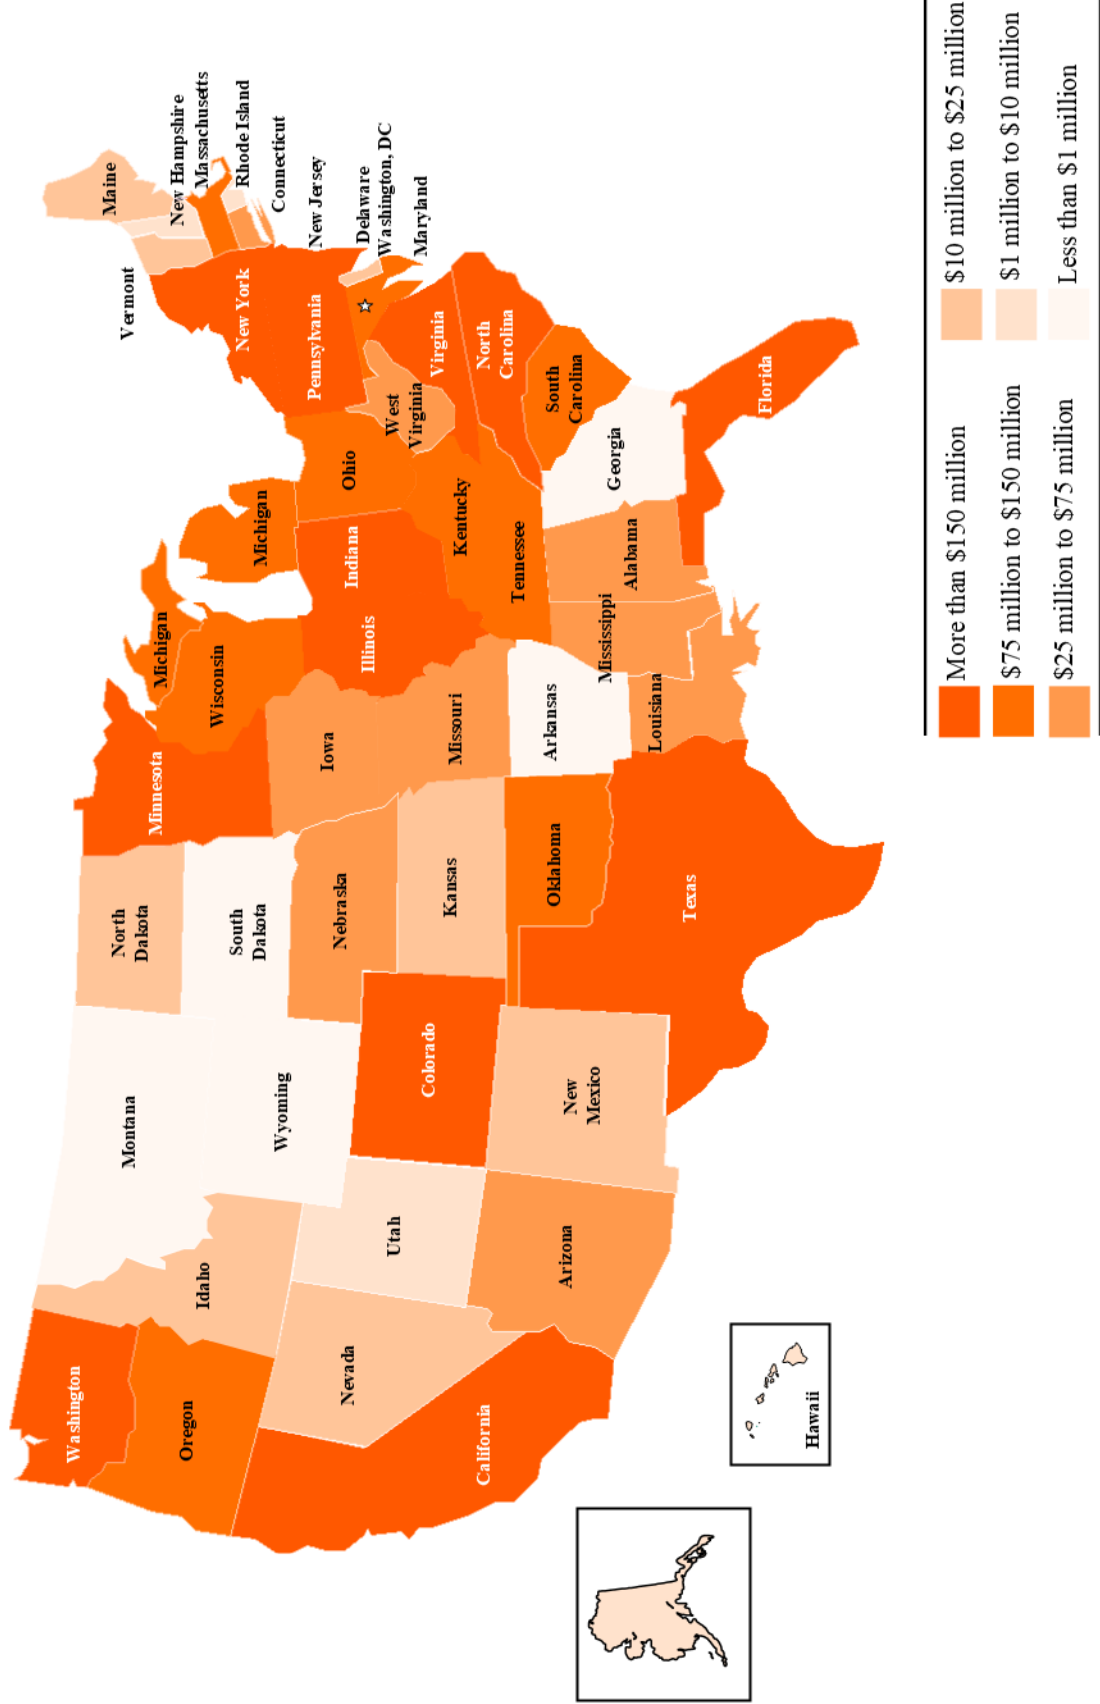 Washington
Oregon
California
Nevada
Idaho
Montana
Wyoming
Utah
Arizona
Colorado
New
Mexico
North
Dakota
South
Dakota
Nebraska
Kansas
Oklahoma
Texas
Minnesota
Iowa
Missouri
Arkansas
Louisiana
Wisconsin
Michigan
Michigan
Illinois
Indiana
Ohio
Kentucky
Tennessee
Mississippi
Alabama
Georgia
Florida
South
Carolina
North
Carolina
Virginia
West
Virginia
Pennsylvania
New York
Vermont
Maine
New Hampshire
Massachusetts
Rhode Island
Connecticut
New Jersey
Delaware
Washington, DC
Maryland
Hawaii
More than $150 million
$75 million to $150 million
$25 million to $75 million
$10 million to $25 million
$1 million to $10 million
Less than $1 million